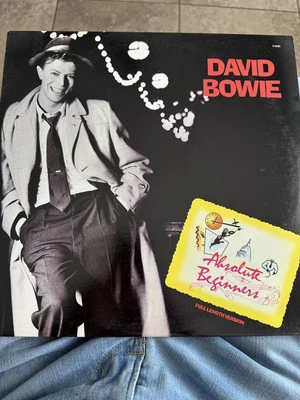 DAVID
BOWIE
Absolute
Beginners
FULL LENGTH VERSION